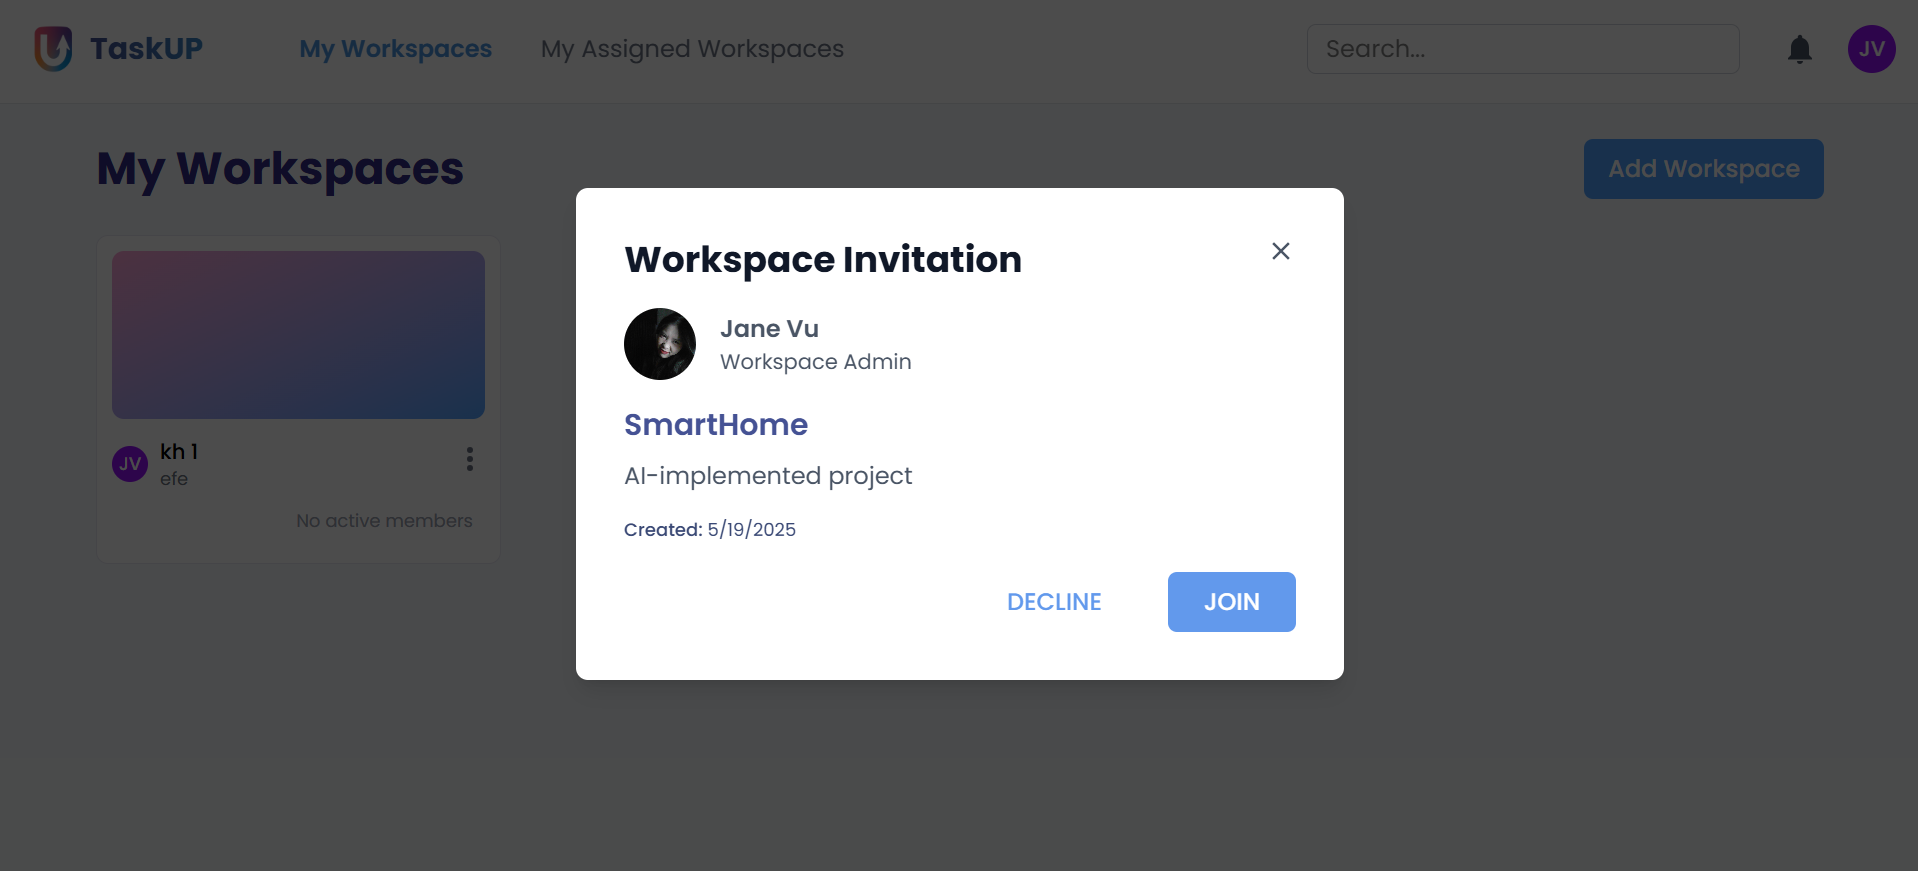 TaskUP
My Workspaces
My Assigned Workspaces
Search...
JV
My Workspaces
Add Workspace
JV
kh 1
efe
No active members
Workspace Invitation
Jane Vu
Workspace Admin
SmartHome
AI-implemented project
Created: 5/19/2025
DECLINE
JOIN